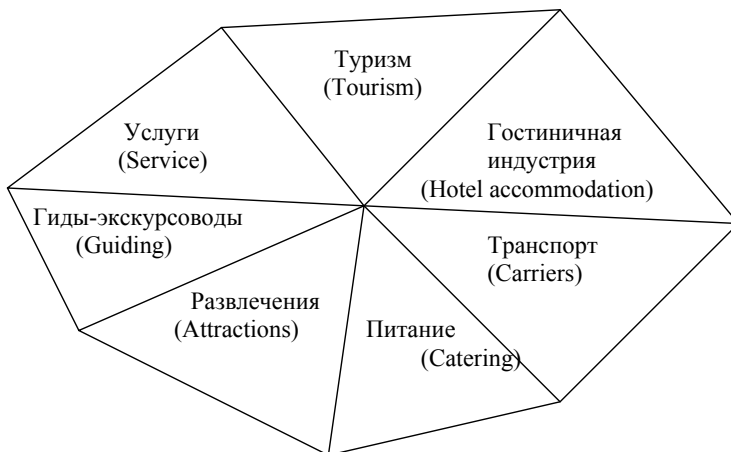 Туризм
(Tourism)
Услуги
(Service)
Гостиничная
индустрия
(Hotel accommodation)
Гиды-экскурсоводы
(Guiding)
Транспорт
(Carriers)
Развлечения
(Attractions)
Питание
(Catering)